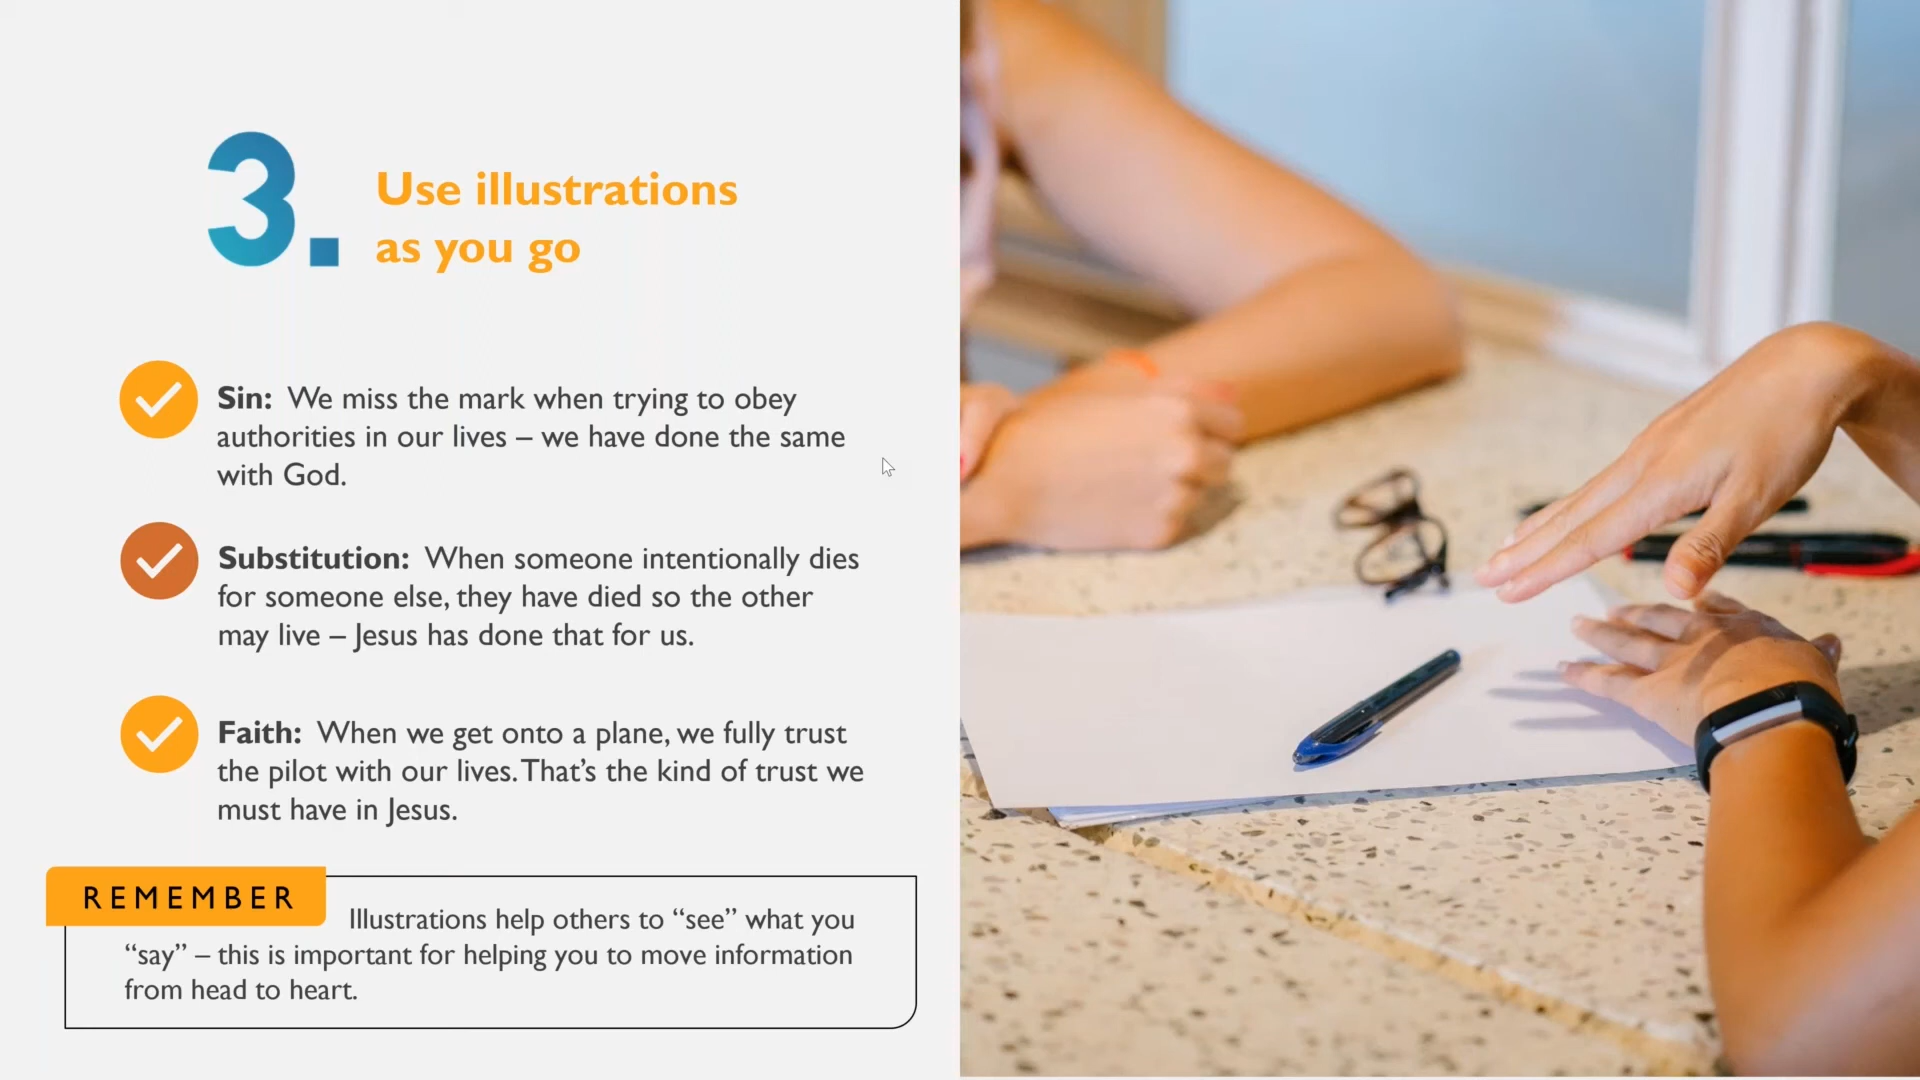 3.
Use illustrations
as you go
Sin: We miss the mark when trying to obey
authorities in our lives – we have done the same
with God.
Substitution: When someone intentionally dies
for someone else, they have died so the other
may live – Jesus has done that for us.
Faith: When we get onto a plane, we fully trust
the pilot with our lives. That’s the kind of trust we
must have in Jesus.
REMEMBER
Illustrations help others to “see” what you
“say” – this is important for helping you to move information
from head to heart.